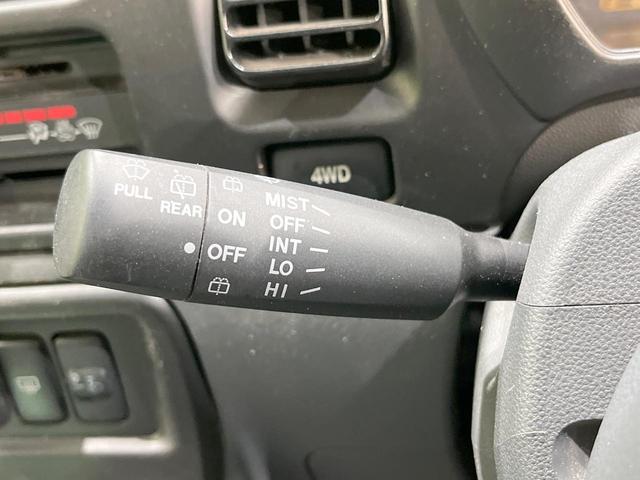 4WD
PULL
REAR
ON
OFF
MIST
OFF
INT
LO
HI